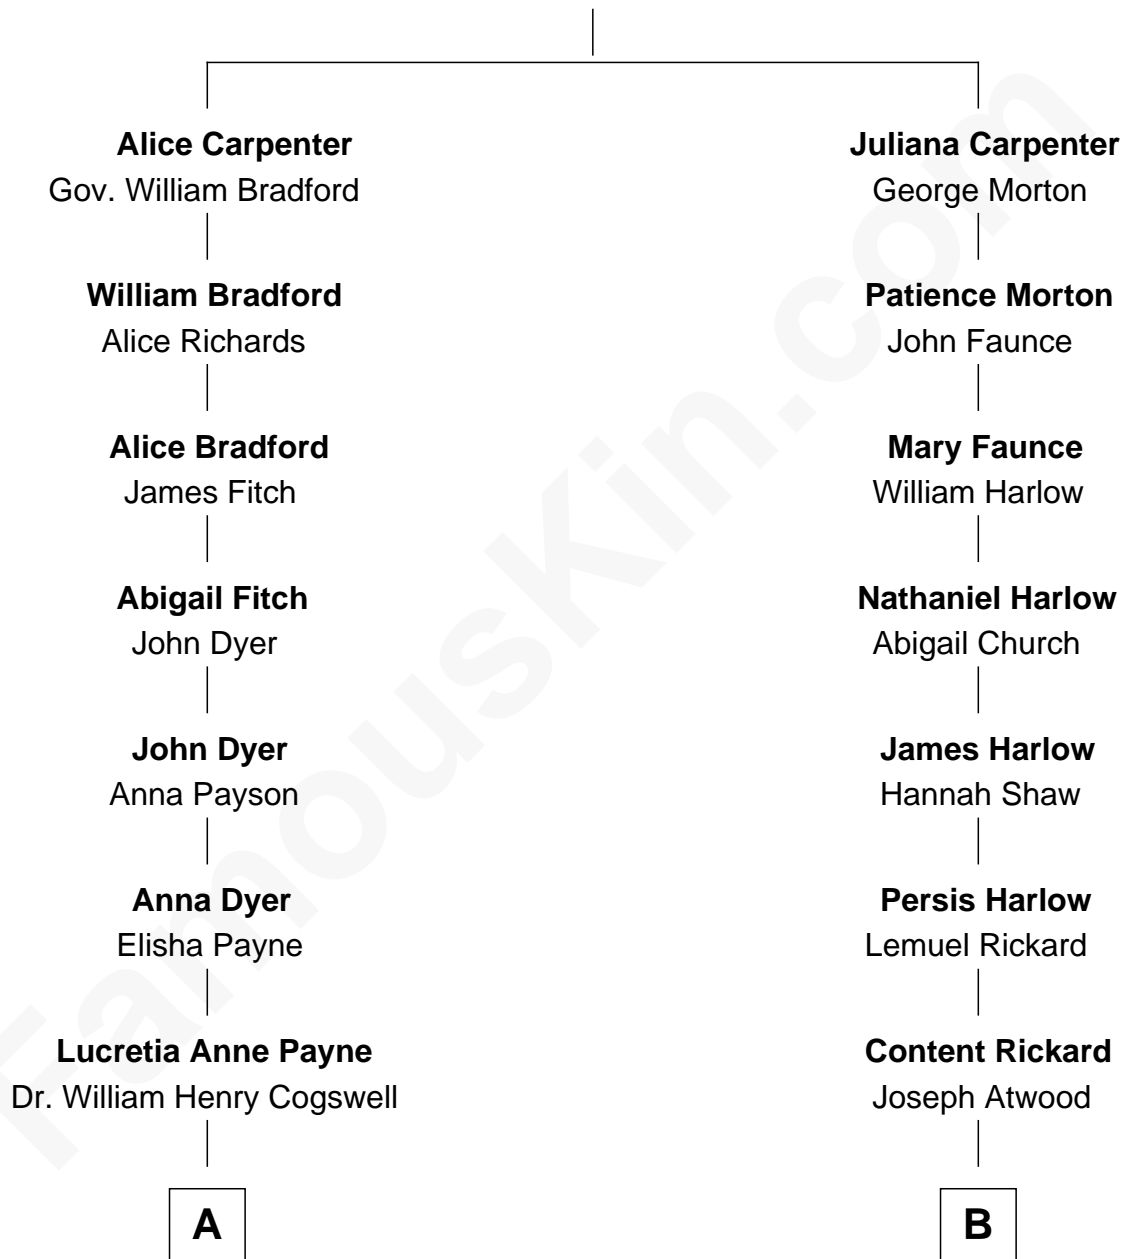 Alice Carpenter
Gov. William Bradford
William Bradford
Alice Richards
Alice Bradford
James Fitch
Abigail Fitch
John Dyer
John Dyer
Anna Payson
Anna Dyer
Elisha Payne
Lucretia Anne Payne
Dr. William Henry Cogswell
A
Juliana Carpenter
George Morton
Patience Morton
John Faunce
Mary Faunce
William Harlow
Nathaniel Harlow
Abigail Church
James Harlow
Hannah Shaw
Persis Harlow
Lemuel Rickard
Content Rickard
Joseph Atwood
B
FamousKin.com